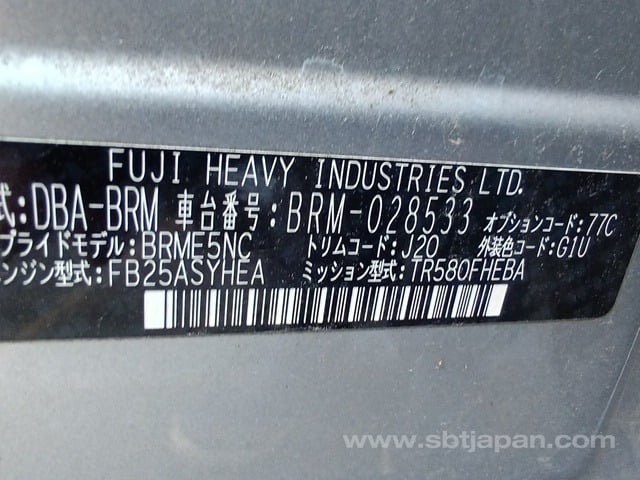 FUJI HEAVY INDUSTRIES LTD.
式:DBA-BRM 車台番号:BRM-028533 オプションコード:77C
プライドモデル:BRME5NC トリムコード:J20 外装色コード:G1U
ンジン型式:FB25ASYHEA ミッション型式:TR580FHEBA
www.sbtjapan.com/